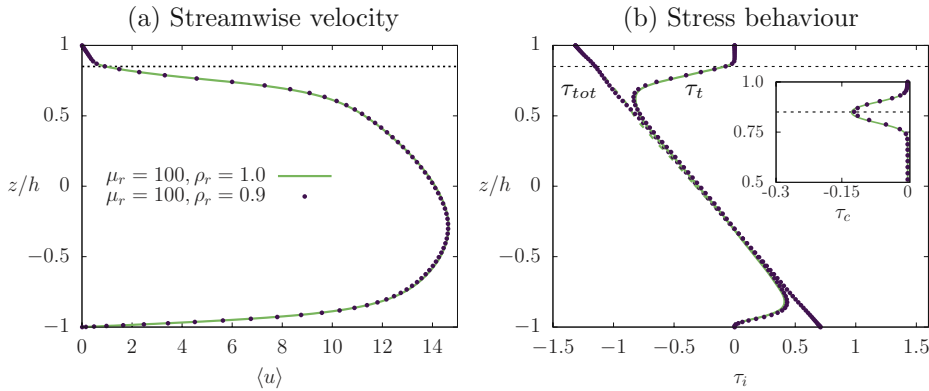 (a) Streamwise velocity
1
0.5
z/h
0
−0.5
−1
0 2 4 6 8 10 12 14
⟨u⟩
μr = 100, ρr = 1.0
μr = 100, ρr = 0.9
(b) Stress behaviour
1
0.5
z/h
0
−0.5
−1
−1.5 −1 −0.5 0 0.5 1 1.5
τi
τtot
τt
1.0
0.75
0.5
−0.3 −0.15 0
τc